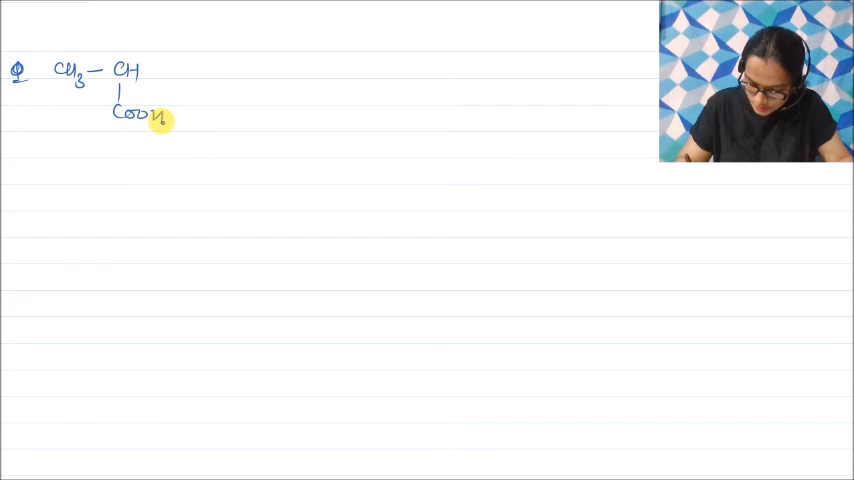 Q CH3 — CH
|
COOH